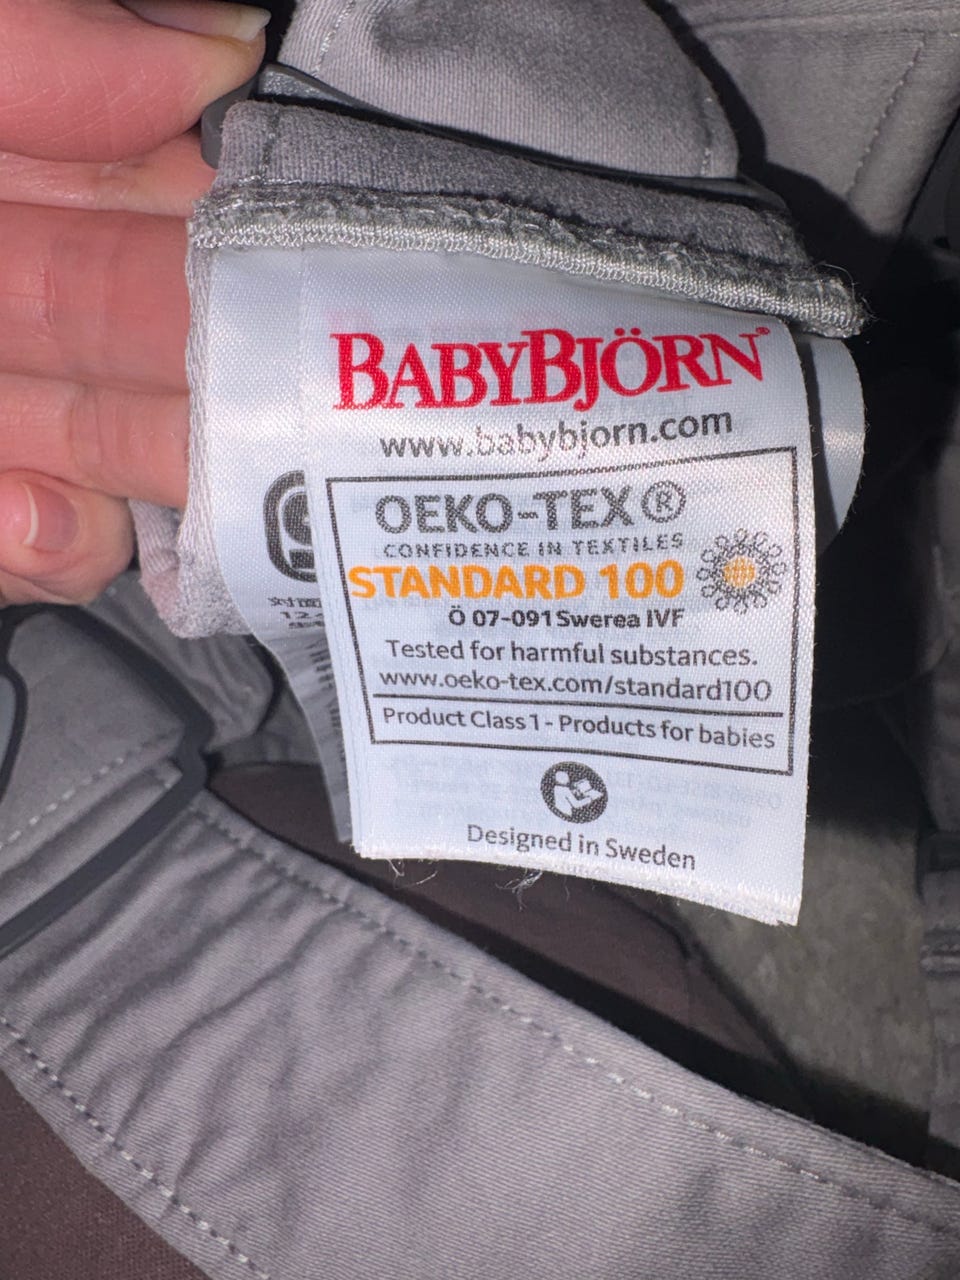 BABYBJÖRN®
www.babybjorn.com
OEKO-TEX®
CONFIDENCE IN TEXTILES
STANDARD 100
Ö 07-091 Swerea IVF
Tested for harmful substances.
www.oeko-tex.com/standard100
Product Class 1 - Products for babies
Designed in Sweden